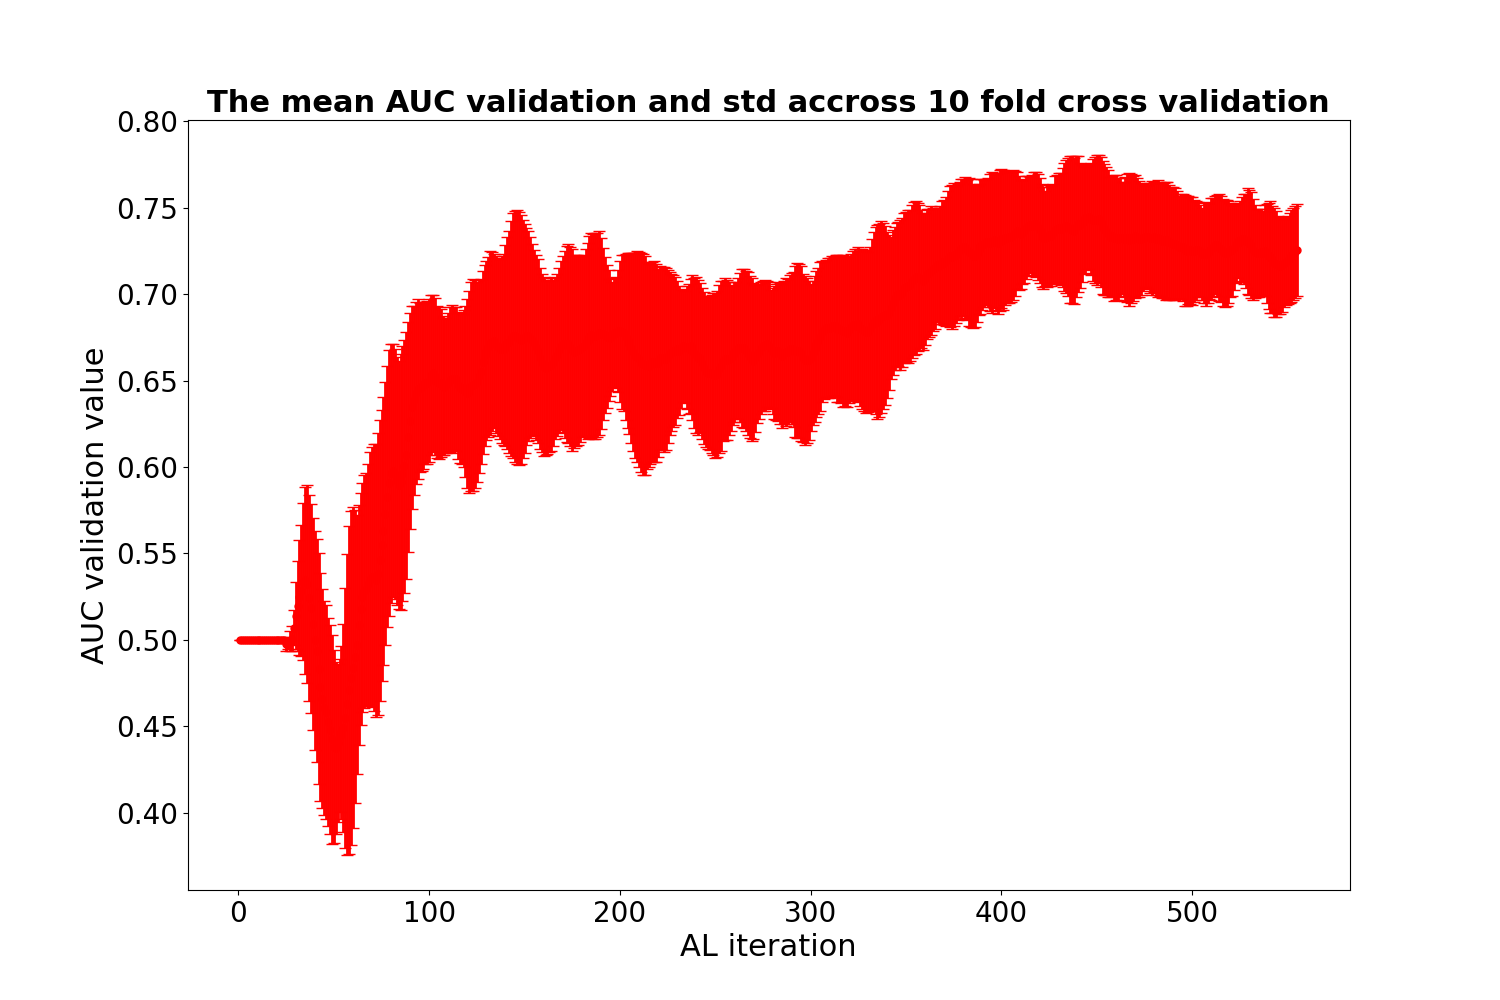 The mean AUC validation and std accross 10 fold cross validation
0.80
0.75
0.70
0.65
0.60
0.55
0.50
0.45
0.40
AUC validation value
0 100 200 300 400 500
AL iteration